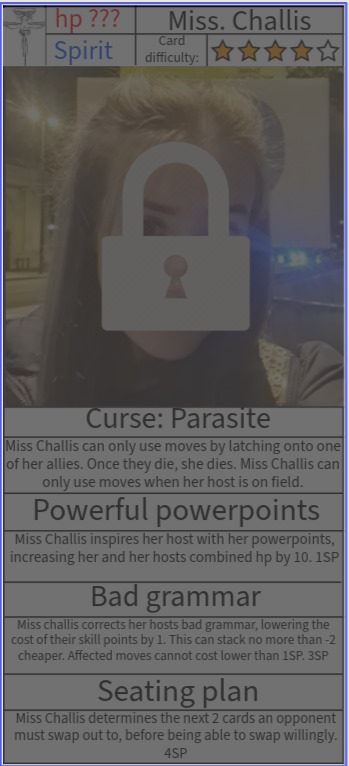 hp ???
Miss. Challis
Spirit
Card
difficulty:
Curse: Parasite
Miss Challis can only use moves by latching onto one
of her allies. Once they die, she dies. Miss Challis can
only use moves when her host is on field.
Powerful powerpoints
Miss Challis inspires her host with her powerpoints,
increasing her and her hosts combined hp by 10. 1SP
Bad grammar
Miss challis corrects her hosts bad grammar, lowering the
cost of their skill points by 1. This can stack no more than -2
cheaper. Affected moves cannot cost lower than 1SP. 3SP
Seating plan
Miss Challis determines the next 2 cards an opponent
must swap out to, before being able to swap willingly.
4SP